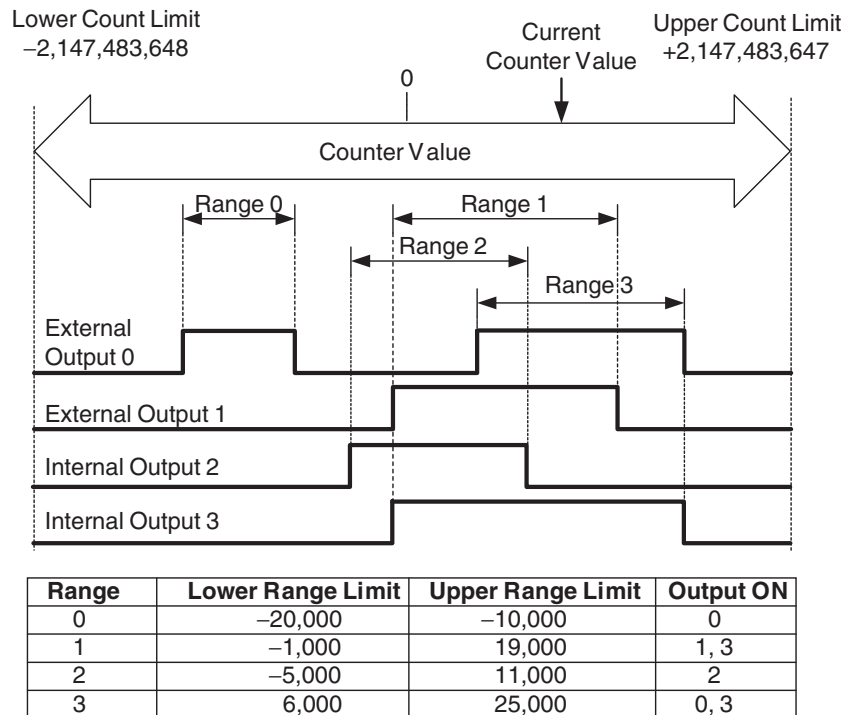 Lower Count Limit
−2,147,483,648
Current
Counter Value
Upper Count Limit
+2,147,483,647
0
Counter Value
Range 0
Range 1
Range 2
Range 3
External
Output 0
External Output 1
Internal Output 2
Internal Output 3
Range Lower Range Limit Upper Range Limit Output ON
0 −20,000 −10,000 0
1 −1,000 19,000 1, 3
2 −5,000 11,000 2
3 6,000 25,000 0, 3